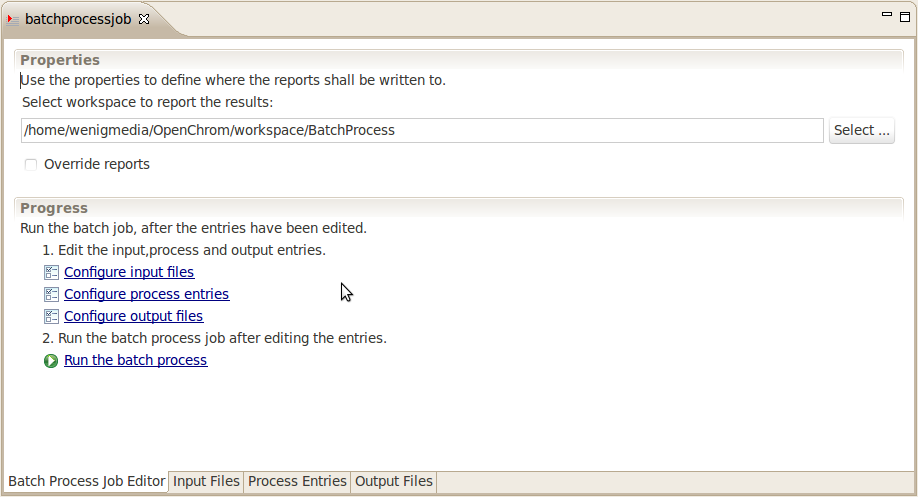 batchprocessjob
Properties
Use the properties to define where the reports shall be written to.
Select workspace to report the results:
/home/wenigmedia/OpenChrom/workspace/BatchProcess
Select ...
Override reports
Progress
Run the batch job, after the entries have been edited.
1. Edit the input,process and output entries.
Configure input files
Configure process entries
Configure output files
2. Run the batch process job after editing the entries.
Run the batch process
Batch Process Job Editor Input Files Process Entries Output Files